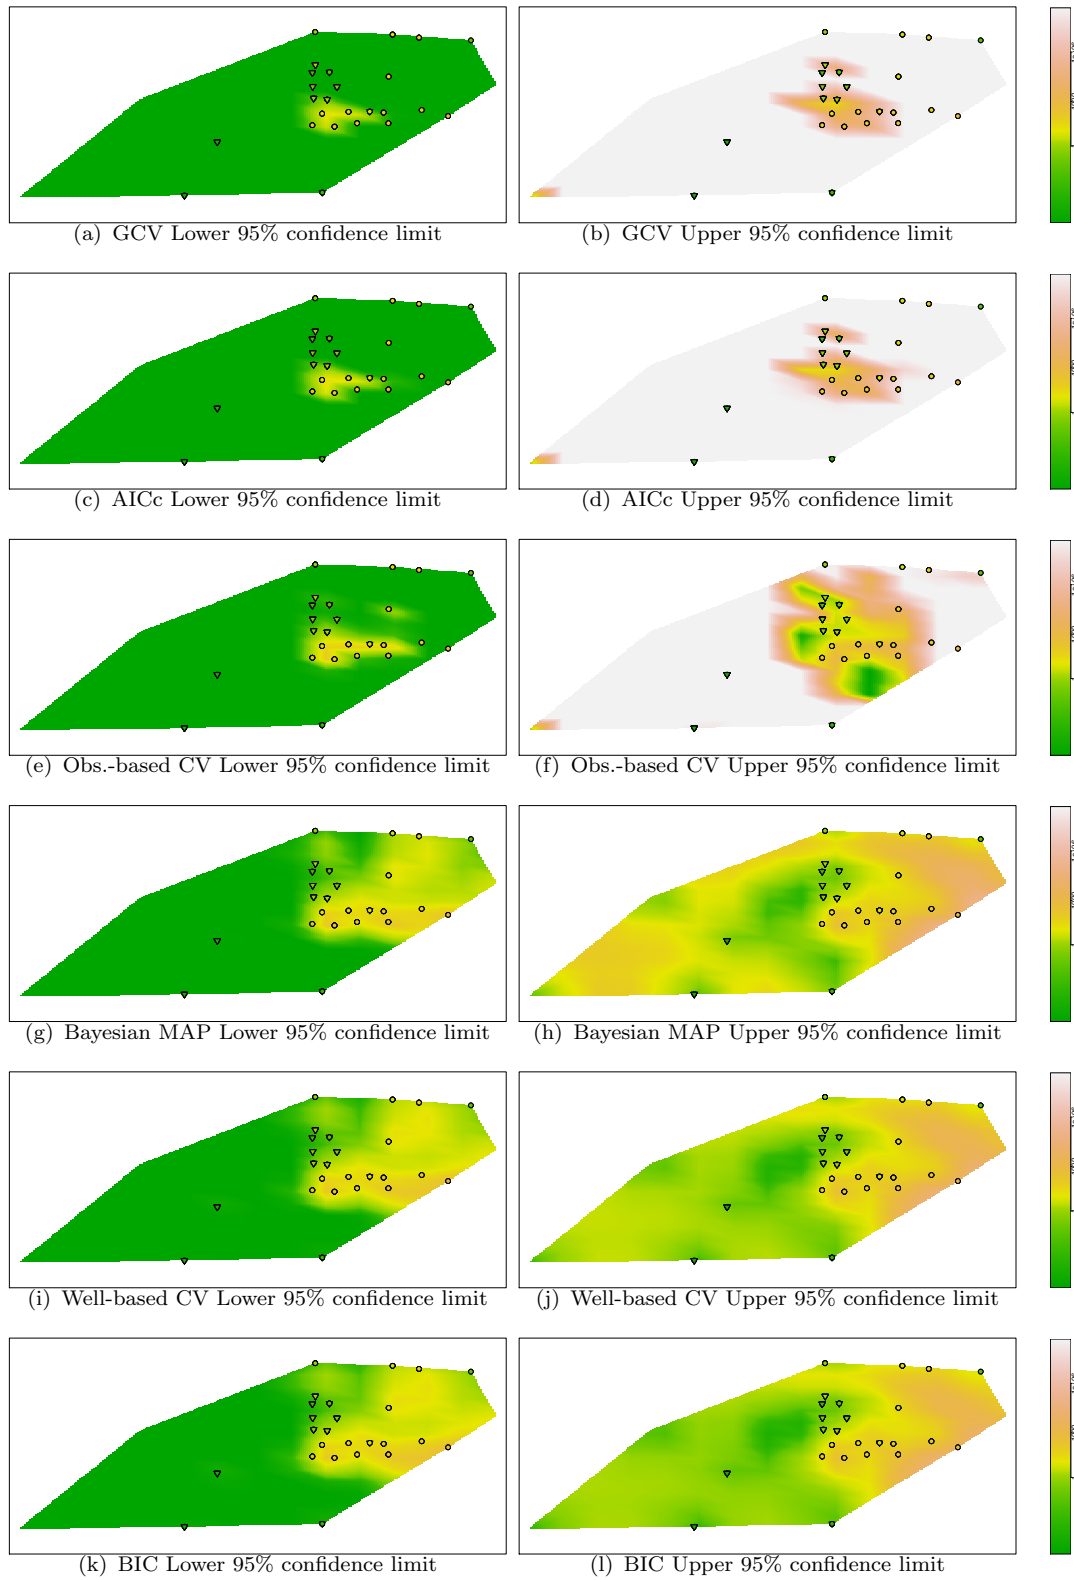 (a) GCV Lower 95% confidence limit
(b) GCV Upper 95% confidence limit
(c) AICc Lower 95% confidence limit
(d) AICc Upper 95% confidence limit
(e) Obs.-based CV Lower 95% confidence limit
(f) Obs.-based CV Upper 95% confidence limit
(g) Bayesian MAP Lower 95% confidence limit
(h) Bayesian MAP Upper 95% confidence limit
(i) Well-based CV Lower 95% confidence limit
(j) Well-based CV Upper 95% confidence limit
(k) BIC Lower 95% confidence limit
(l) BIC Upper 95% confidence limit